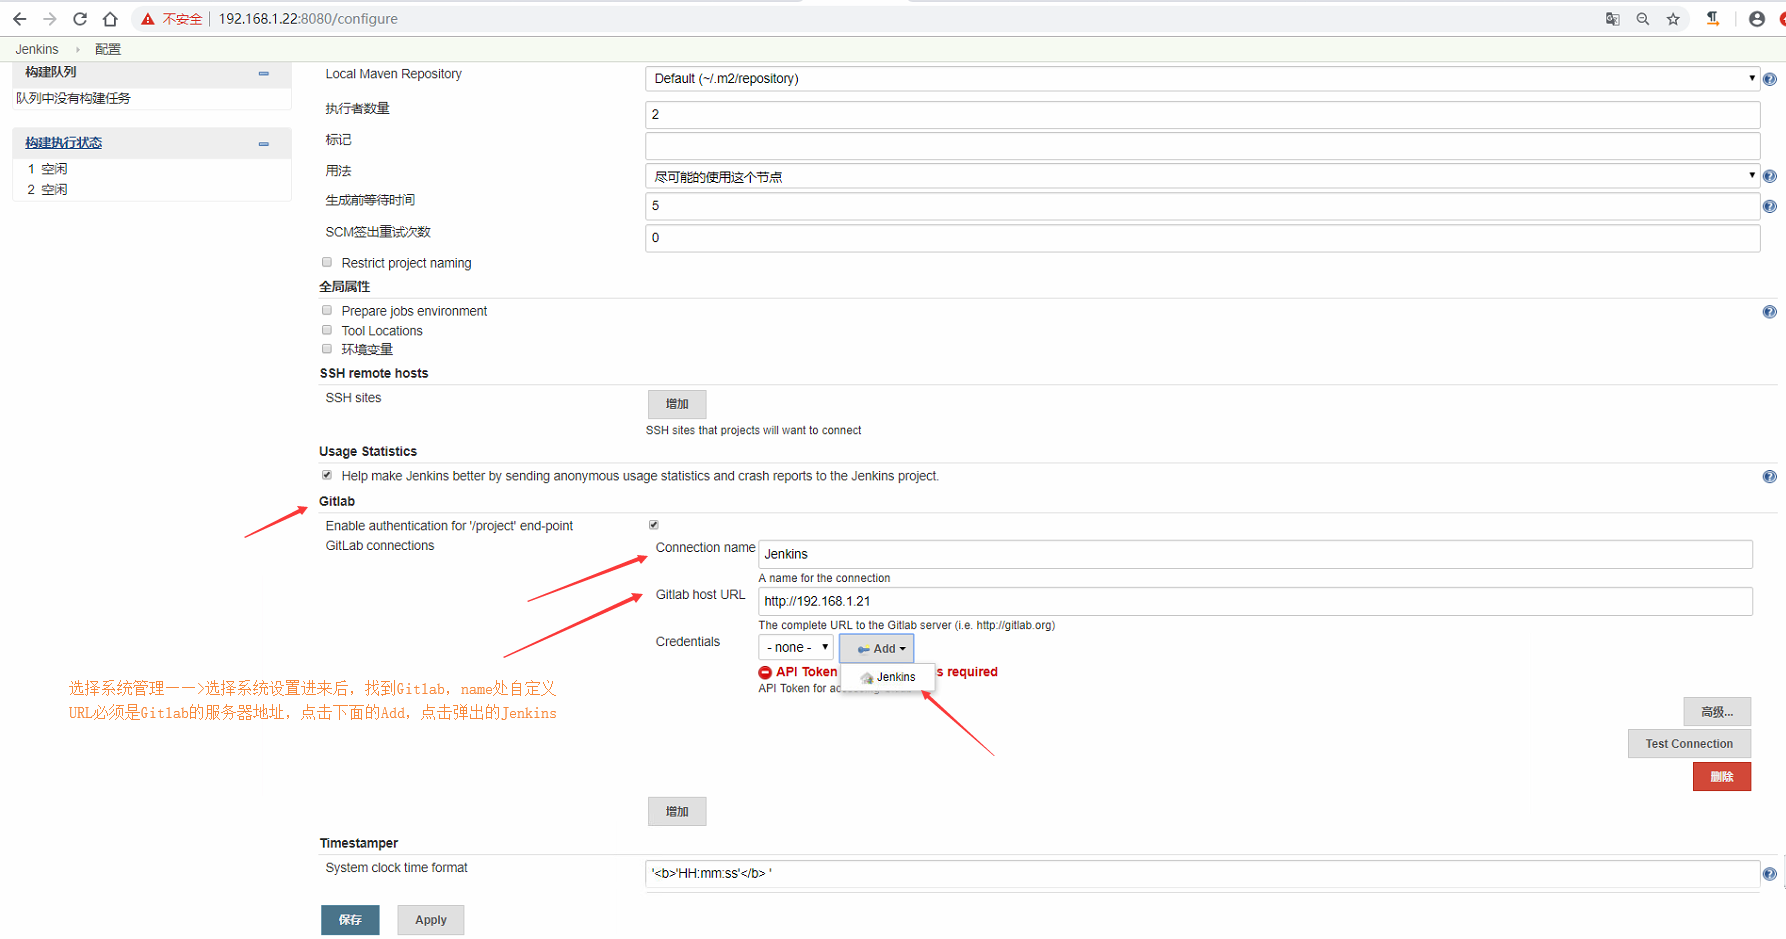 不安全 192.168.1.22:8080/configure
Jenkins 配置
构建队列
队列中没有构建任务
构建执行状态
1 空闲
2 空闲
Local Maven Repository Default (~/.m2/repository)
执行者数量 2
标记
用法 尽可能的使用这个节点
生成前等待时间 5
SCM签出重试次数 0
Restrict project naming
全局属性
Prepare jobs environment
Tool Locations
环境变量
SSH remote hosts
SSH sites 增加
SSH sites that projects will want to connect
Usage Statistics
Help make Jenkins better by sending anonymous usage statistics and crash reports to the Jenkins project.
Gitlab
Enable authentication for '/project' end-point
GitLab connections
Connection name Jenkins
A name for the connection
Gitlab host URL http://192.168.1.21
The complete URL to the Gitlab server (i.e. http://gitlab.org)
Credentials - none - Add
API Token s required
Jenkins
API Token for
选择系统管理一一>选择系统设置进来后，找到Gitlab，name处自定义
URL必须是Gitlab的服务器地址，点击下面的Add，点击弹出的Jenkins
高级...
Test Connection
删除
增加
Timestamper
System clock time format '<b>'HH:mm:ss'</b> '
保存 Apply